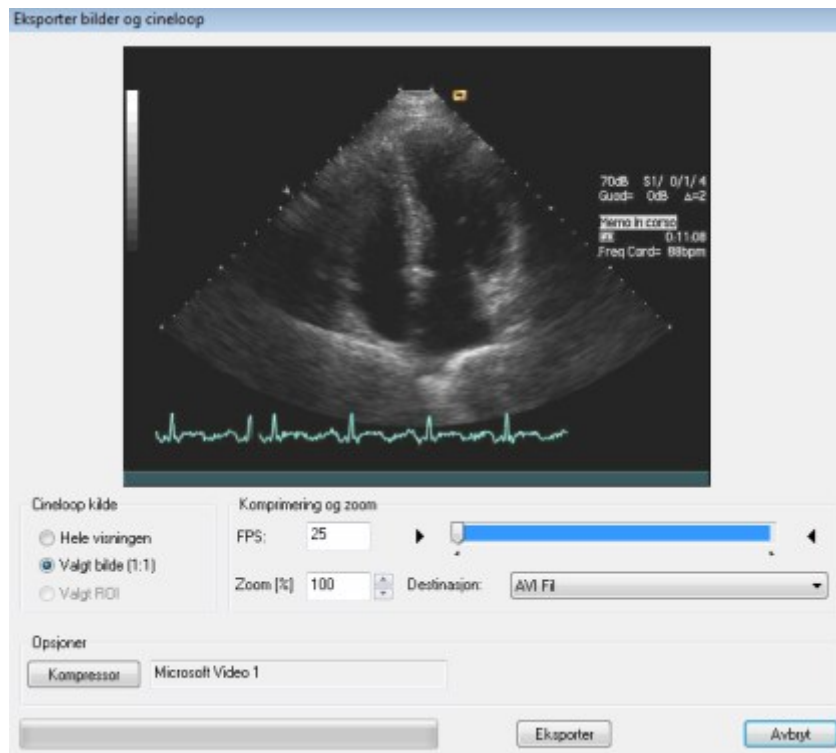 Eksporter bilder og cineloop
70dB S1/ 0/1/4
Guad= 0dB Δ=2
Memo in corso
0:11:08
Freq Card= 88bpm
Cineloop kilde
Hele visningen
Valgt bilde (1:1)
Valgt ROI
Komprimering og zoom
FPS: 25
Zoom [%] 100 Destinasjon: AVI Fil
Opsjoner
Kompressor Microsoft Video 1
Eksporter Avbryt